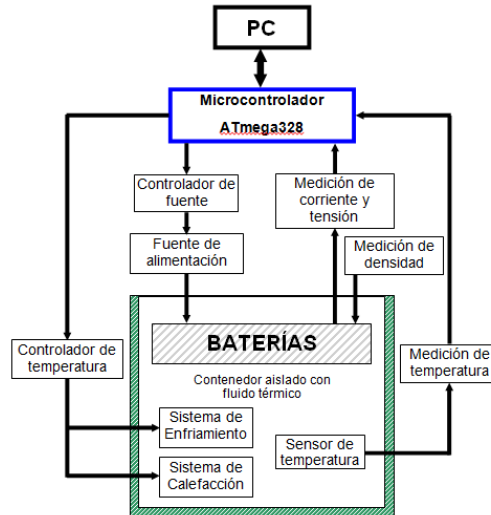 PC
Microcontrolador
ATmega328
Controlador de
fuente
Medición de
corriente y
tensión
Fuente de
alimentación
Medición de
densidad
BATERÍAS
Controlador de
temperatura
Medición de
temperatura
Contenedor aislado con
fluido térmico
Sistema de
Enfriamiento
Sensor de
temperatura
Sistema de
Calefacción